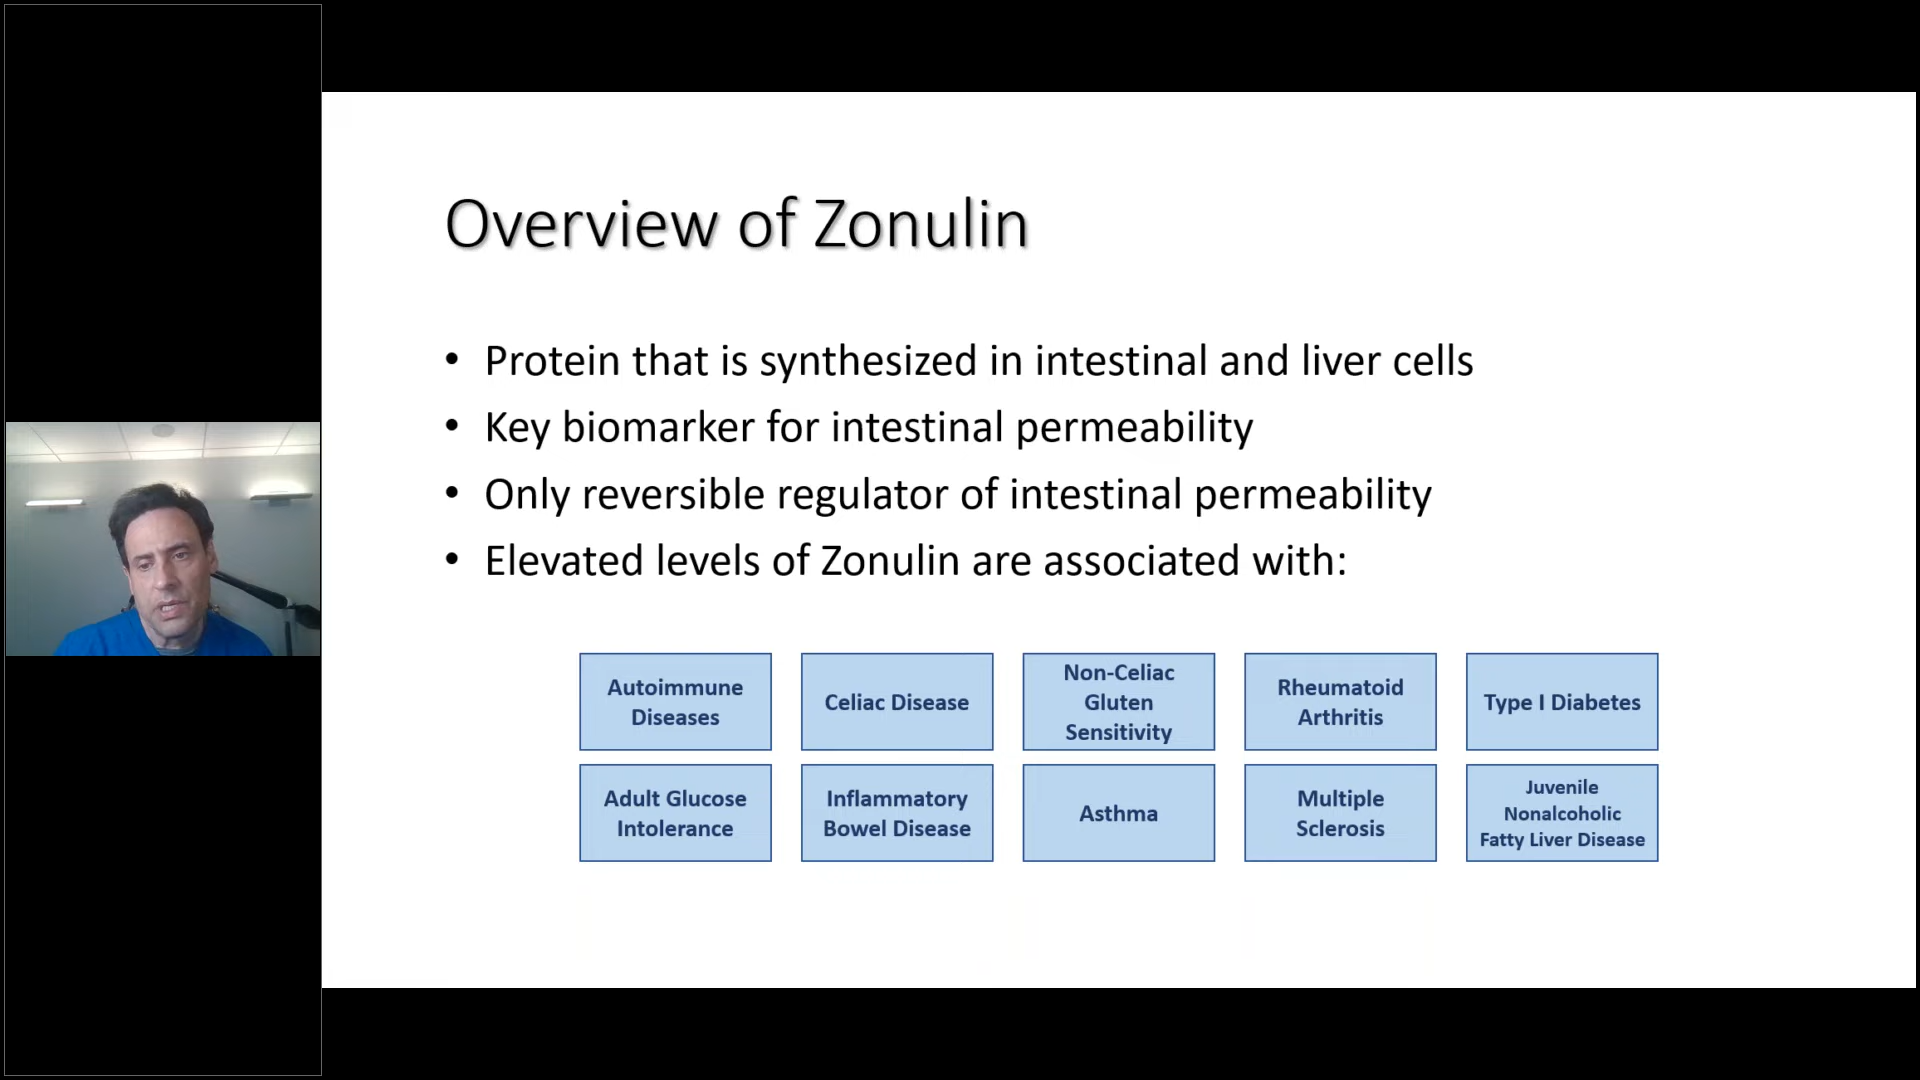 Overview of Zonulin
• Protein that is synthesized in intestinal and liver cells
• Key biomarker for intestinal permeability
• Only reversible regulator of intestinal permeability
• Elevated levels of Zonulin are associated with:
Autoimmune
Diseases
Celiac Disease
Non-Celiac
Gluten
Sensitivity
Rheumatoid
Arthritis
Type I Diabetes
Adult Glucose
Intolerance
Inflammatory
Bowel Disease
Asthma
Multiple
Sclerosis
Juvenile
Nonalcoholic
Fatty Liver Disease